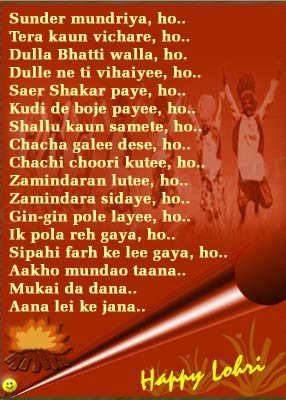 Sunder mundriya, ho..
Tera kaun vichare, ho..
Dulla Bhatti walla, ho.
Dulle ne ti vihaiyee, ho..
Saer Shakar paye, ho..
Kudi de boje payee, ho..
Shallu kaun samete, ho..
Chacha galee dese, ho..
Chachi choori kutee, ho..
Zamindaran lutee, ho..
Zamindara sidaye, ho..
Gin-gin pole layee, ho..
Ik pola reh gaya, ho..
Sipahi farh ke lee gaya, ho..
Aakho mundao taana..
Mukai da dana..
Aana lei ke jana..
Happy Lohri